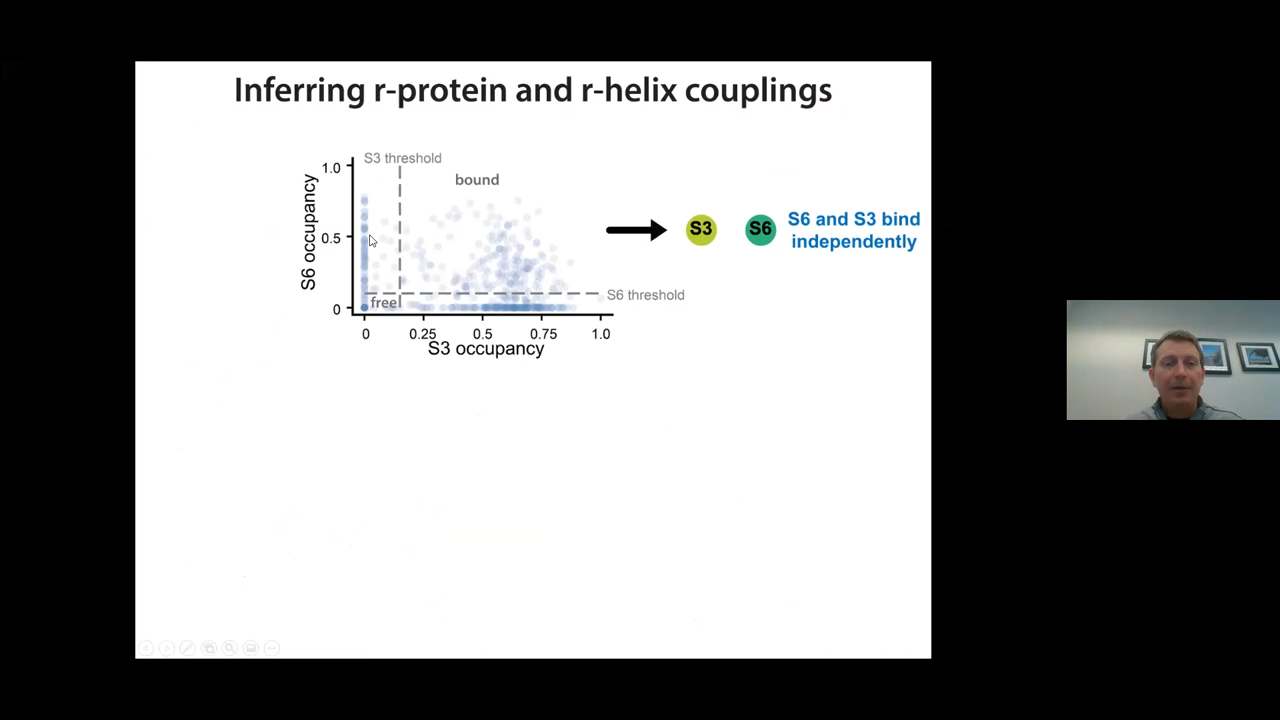 Inferring r-protein and r-helix couplings
S3 threshold
1.0
bound
S6 occupancy
0.5
S3
S6
S6 and S3 bind
independently
free
S6 threshold
0
0
0.25
0.5
0.75
1.0
S3 occupancy